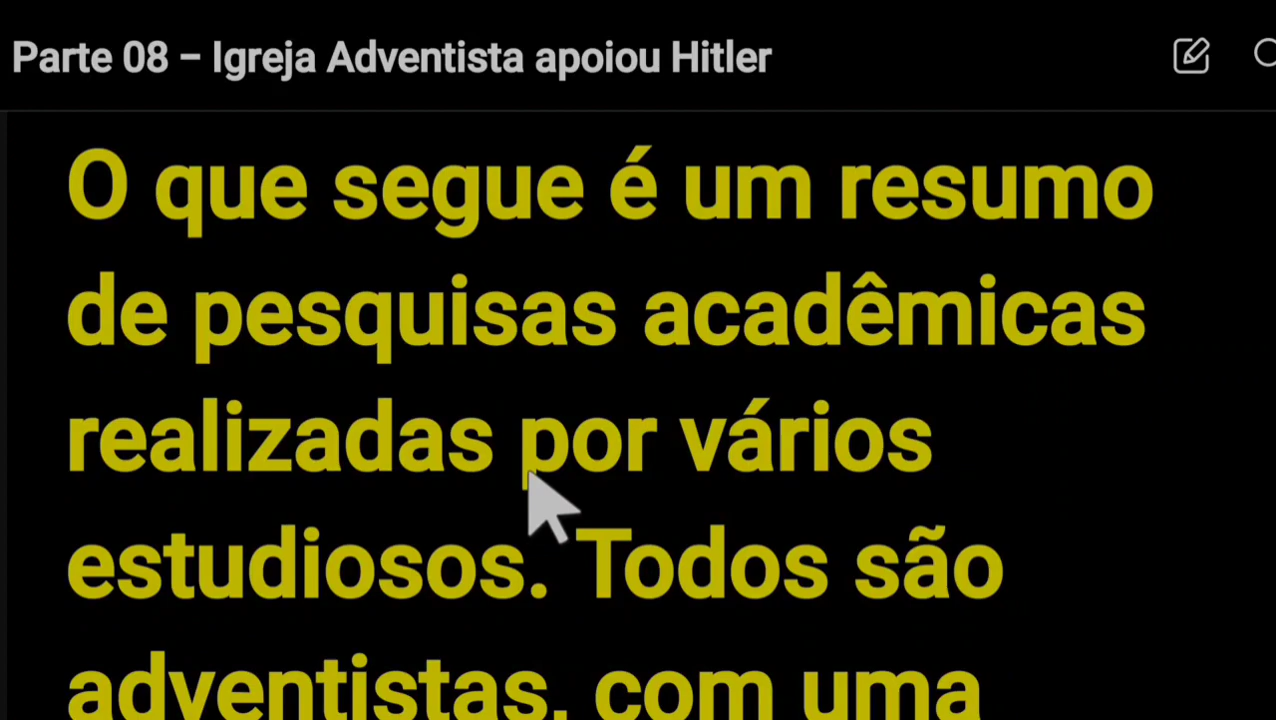 Parte 08 – Igreja Adventista apoiou Hitler
O que segue é um resumo
de pesquisas acadêmicas
realizadas por vários
estudiosos. Todos são
adventistas, com uma